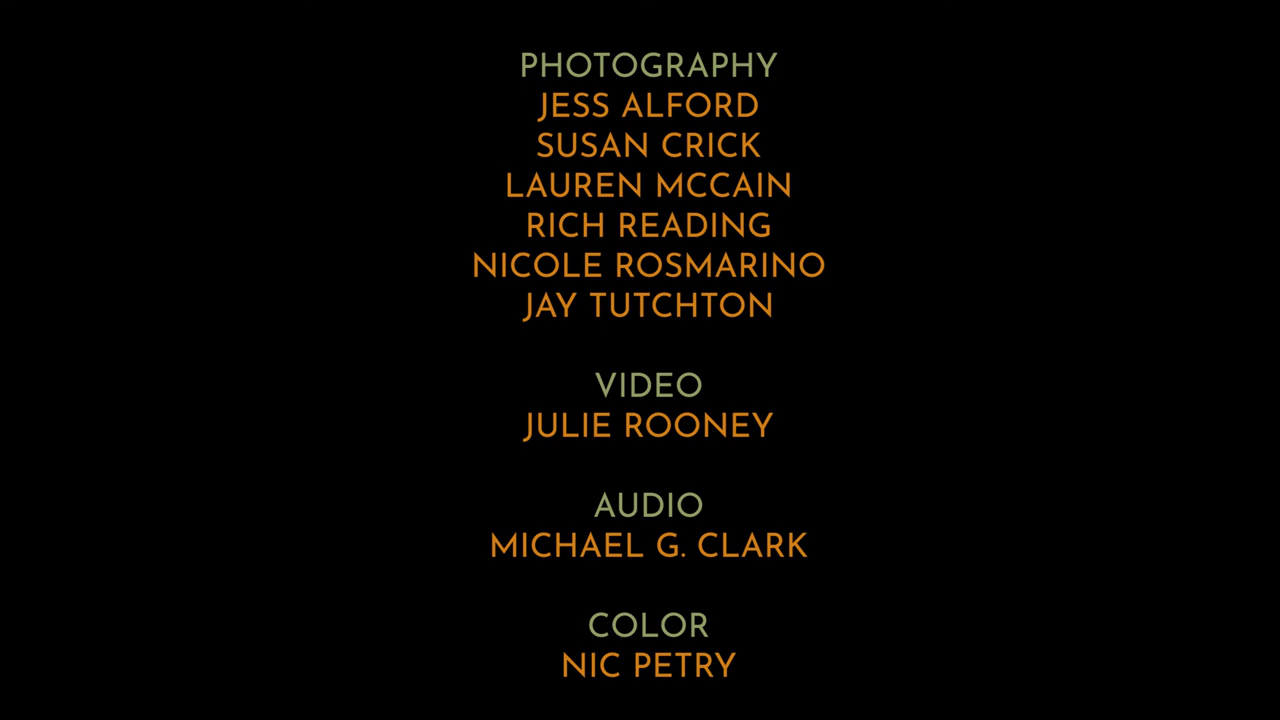 PHOTOGRAPHY
JESS ALFORD
SUSAN CRICK
LAUREN MCCAIN
RICH READING
NICOLE ROSMARINO
JAY TUTCHTON
VIDEO
JULIE ROONEY
AUDIO
MICHAEL G. CLARK
COLOR
NIC PETRY